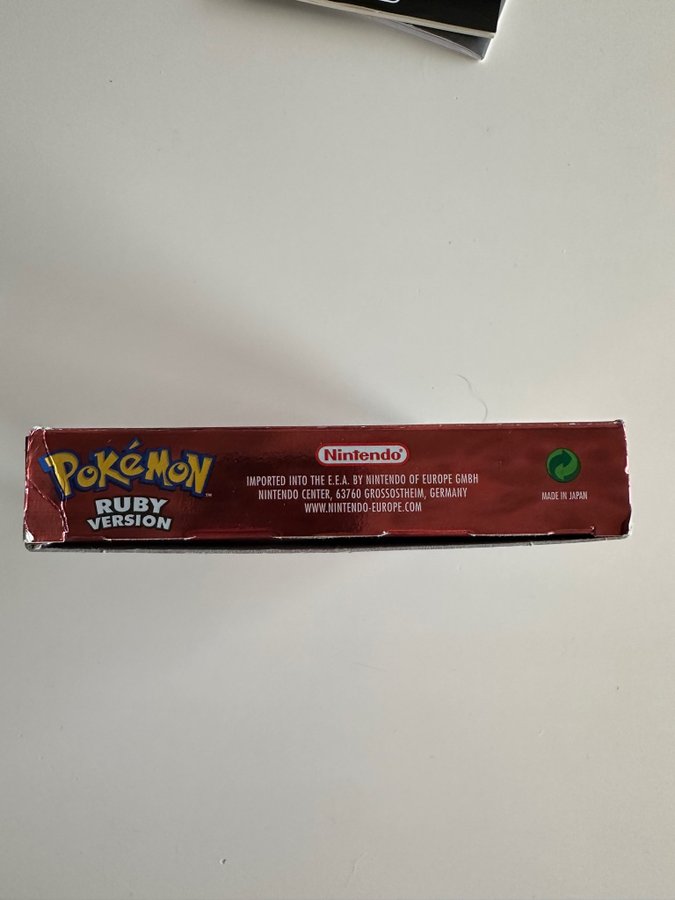 POKéMON™
RUBY
VERSION
Nintendo®
IMPORTED INTO THE E.E.A. BY NINTENDO OF EUROPE GMBH
NINTENDO CENTER, 63760 GROSSOSTHEIM, GERMANY
WWW.NINTENDO-EUROPE.COM
MADE IN JAPAN